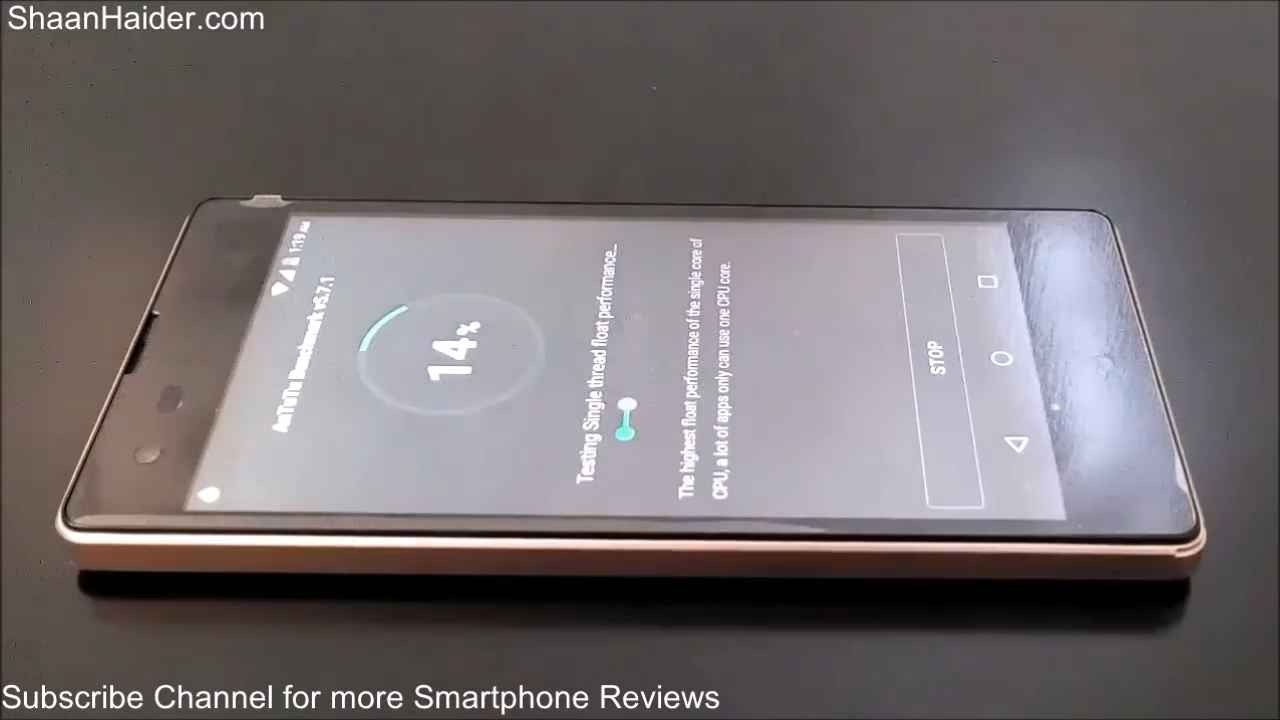 ShaanHaider.com
1:19 AM
AnTuTu Benchmark v5.7.1
14%
Testing Single thread float performance...
The highest float performance of the single core of
CPU, a lot of apps only can use one CPU core.
STOP
Subscribe Channel for more Smartphone Reviews